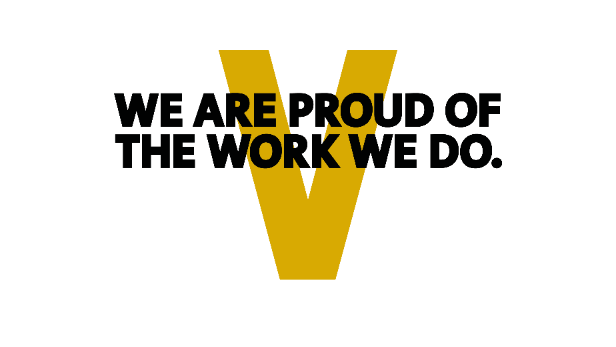 V
WE ARE PROUD OF
THE WORK WE DO.